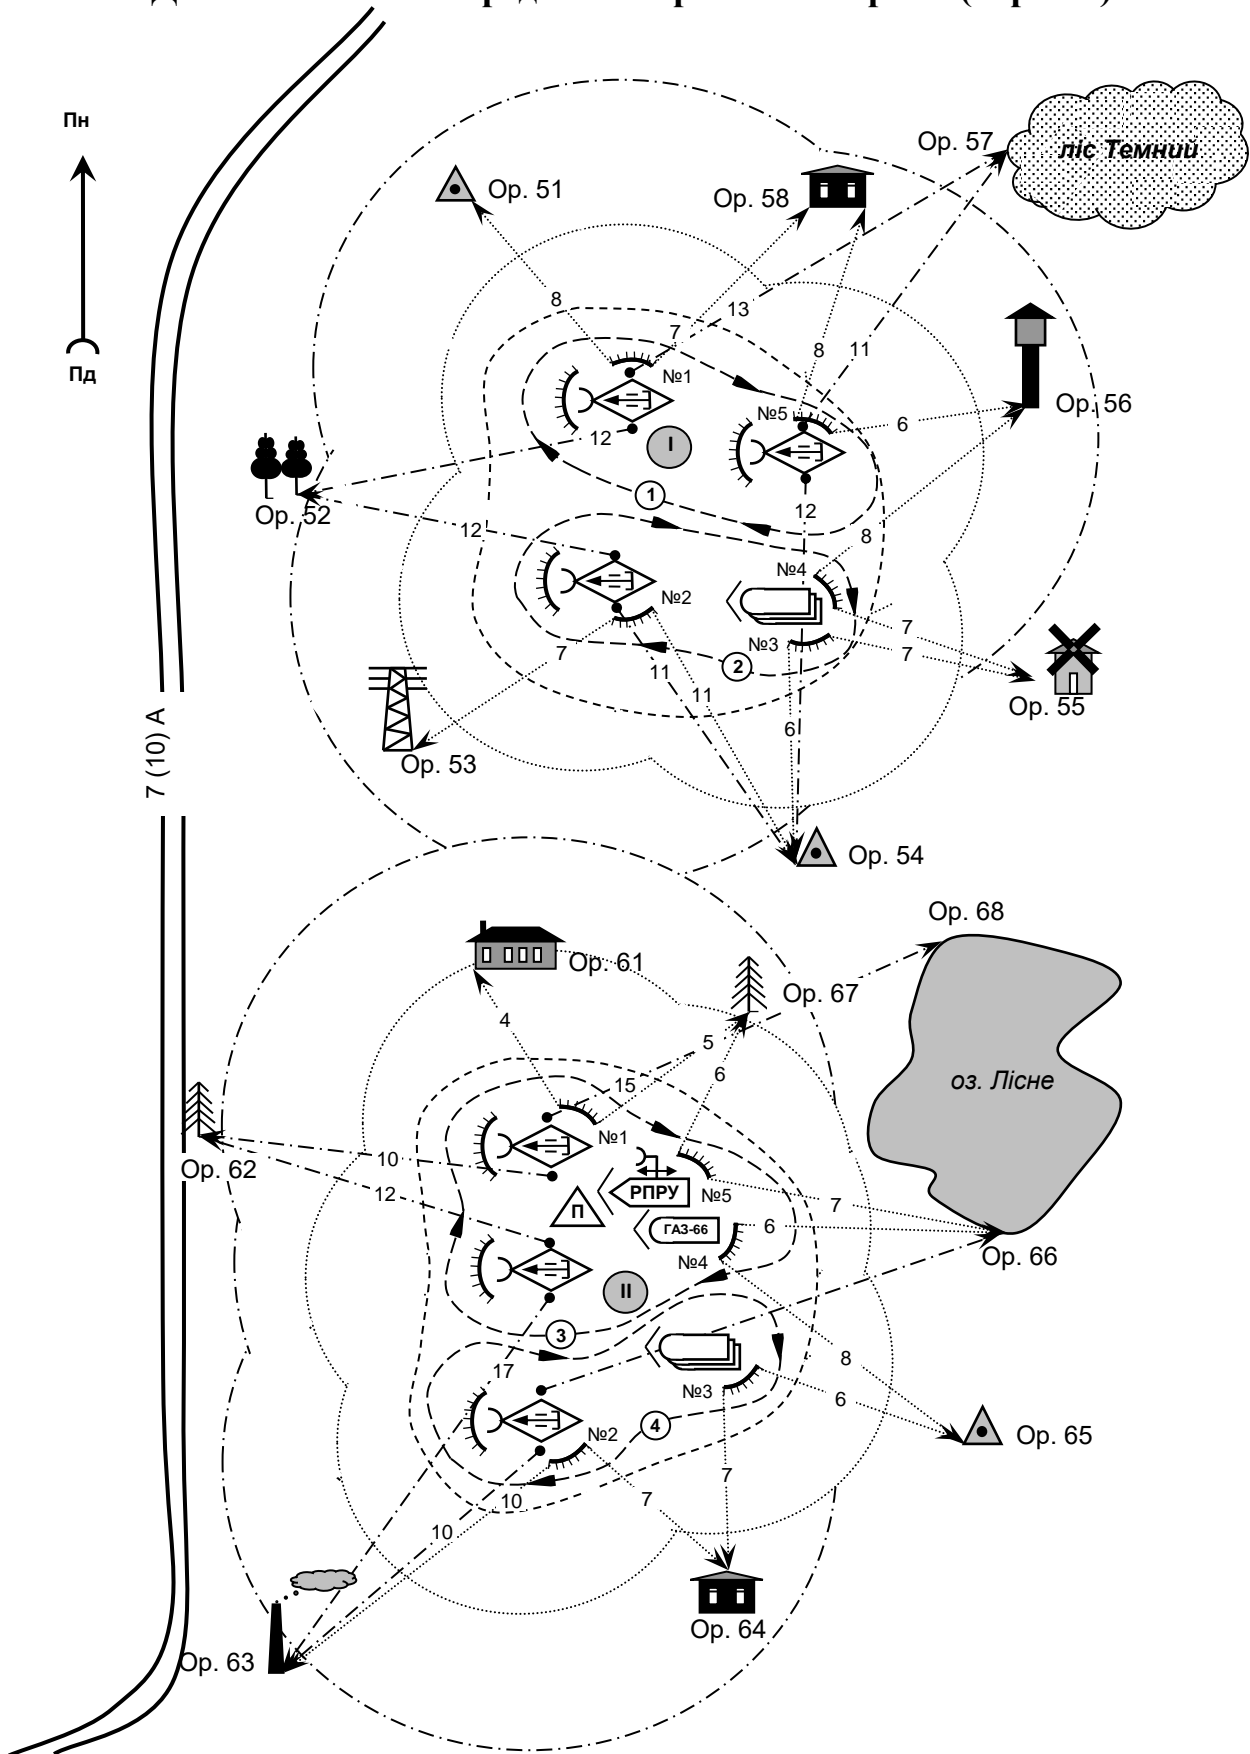 Пн
Ор. 57
ліс Темний
Ор. 51
Ор. 58
8
13
7
Пд
8
11
№1
Ор. 56
№5
6
12
I
1
Ор. 52
12
12
8
№4
№2
7
7
№3
7
2
11
11
Ор. 55
6
Ор. 53
7 (10) А
Ор. 54
Ор. 68
Ор. 61
Ор. 67
4
5
6
15
оз. Лісне
№1
10
Ор. 62
12
РПРУ
№5
7
П
ГАЗ-66
6
Ор. 66
№4
II
3
8
17
№3
6
4
№2
Ор. 65
7
10
7
10
Ор. 64
Ор. 63